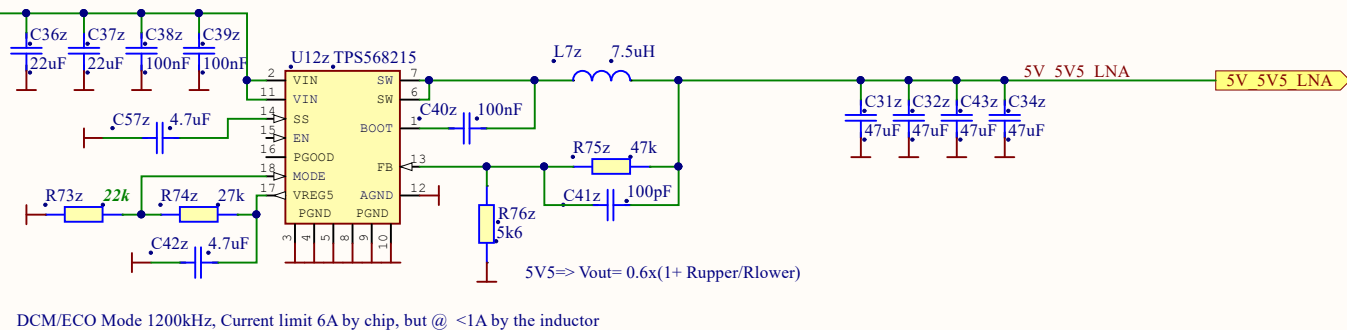 C36z C37z C38z C39z
22uF 22uF 100nF 100nF
U12z TPS568215
L7z 7.5uH
2 VIN SW 7
11 VIN SW 6
14 SS
15 EN BOOT 1
16 PGOOD
18 MODE FB 13
17 VREG5 AGND 12
PGND PGND
3 4 5 8 9 10
C57z 4.7uF
C40z 100nF
R73z 22k R74z 27k
C42z 4.7uF
R75z 47k
C41z 100pF
R76z
5k6
5V_5V5_LNA
5V_5V5_LNA
C31z C32z C43z C34z
47uF 47uF 47uF 47uF
5V5=> Vout= 0.6x(1+ Rupper/Rlower)
DCM/ECO Mode 1200kHz, Current limit 6A by chip, but @ <1A by the inductor